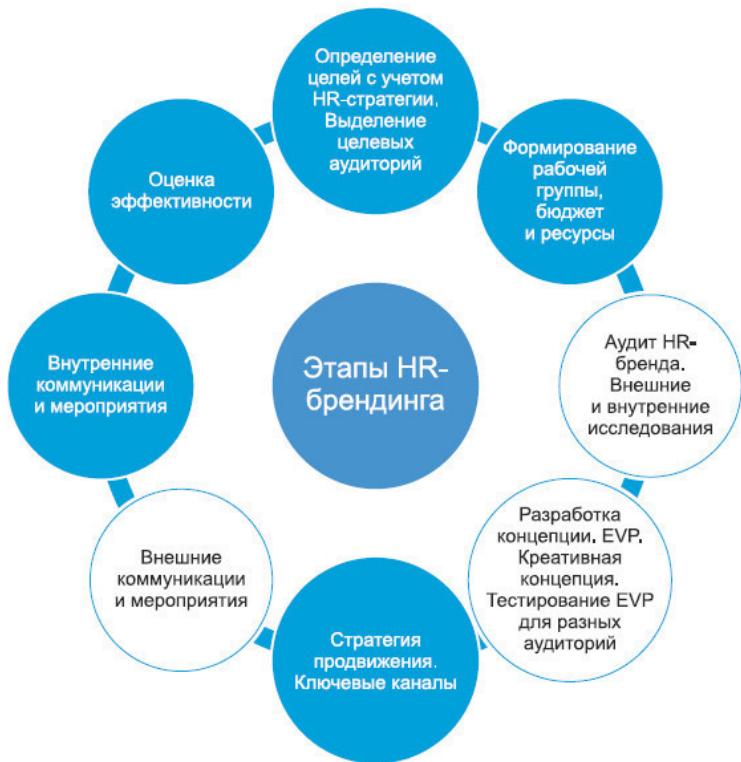 Определение
целей с учетом
HR-стратегии.
Выделение
целевых
аудиторий
Формирование
рабочей
группы,
бюджет
и ресурсы
Аудит HR-
бренда.
Внешние
и внутренние
исследования
Разработка
концепции. EVP.
Креативная
концепция.
Тестирование EVP
для разных
аудиторий
Стратегия
продвижения.
Ключевые каналы
Внешние
коммуникации
и мероприятия
Внутренние
коммуникации
и мероприятия
Оценка
эффективности
Этапы HR-
брендинга